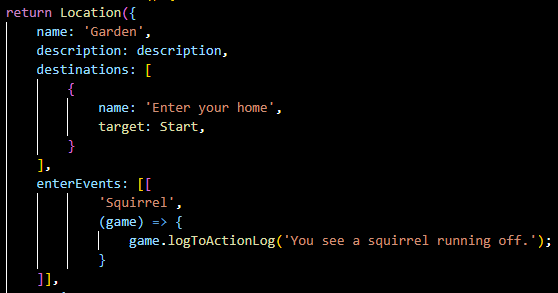 return Location({
    name: 'Garden',
    description: description,
    destinations: [
        {
            name: 'Enter your home',
            target: Start,
        }
    ],
    enterEvents: [[
            'Squirrel',
            (game) => {
                game.logToActionLog('You see a squirrel running off.');
            }
    ]],